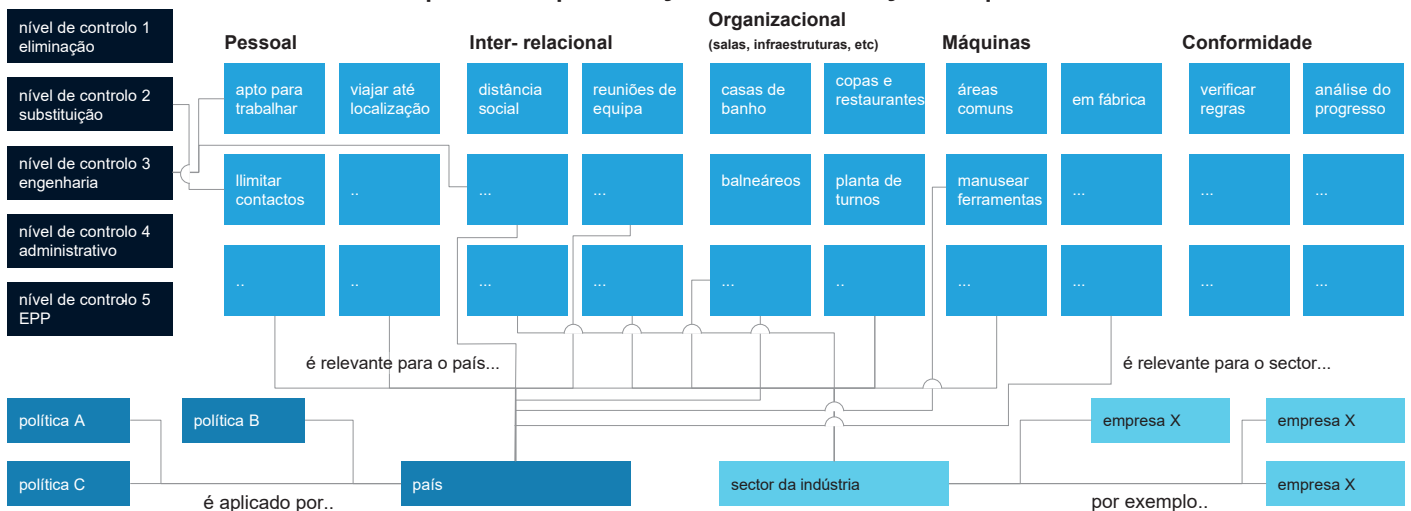 Organizacional
(salas, infraestruturas, etc)
Pessoal
Inter- relacional
Máquinas
Conformidade
nível de controlo 1
eliminação
nível de controlo 2
substituição
nível de controlo 3
engenharia
nível de controlo 4
administrativo
nível de controlo 5
EPP
apto para
trabalhar
viajar até
localização
distância
social
reuniões de
equipa
casas de
banho
copas e
restaurantes
áreas
comuns
em fábrica
verificar
regras
análise do
progresso
llimitar
contactos
..
...
...
balneáreos
planta de
turnos
manusear
ferramentas
...
...
...
..
..
...
...
...
...
...
...
...
...
é relevante para o país...
é relevante para o sector...
política A
política B
empresa X
empresa X
política C
país
sector da indústria
empresa X
é aplicado por..
por exemplo..